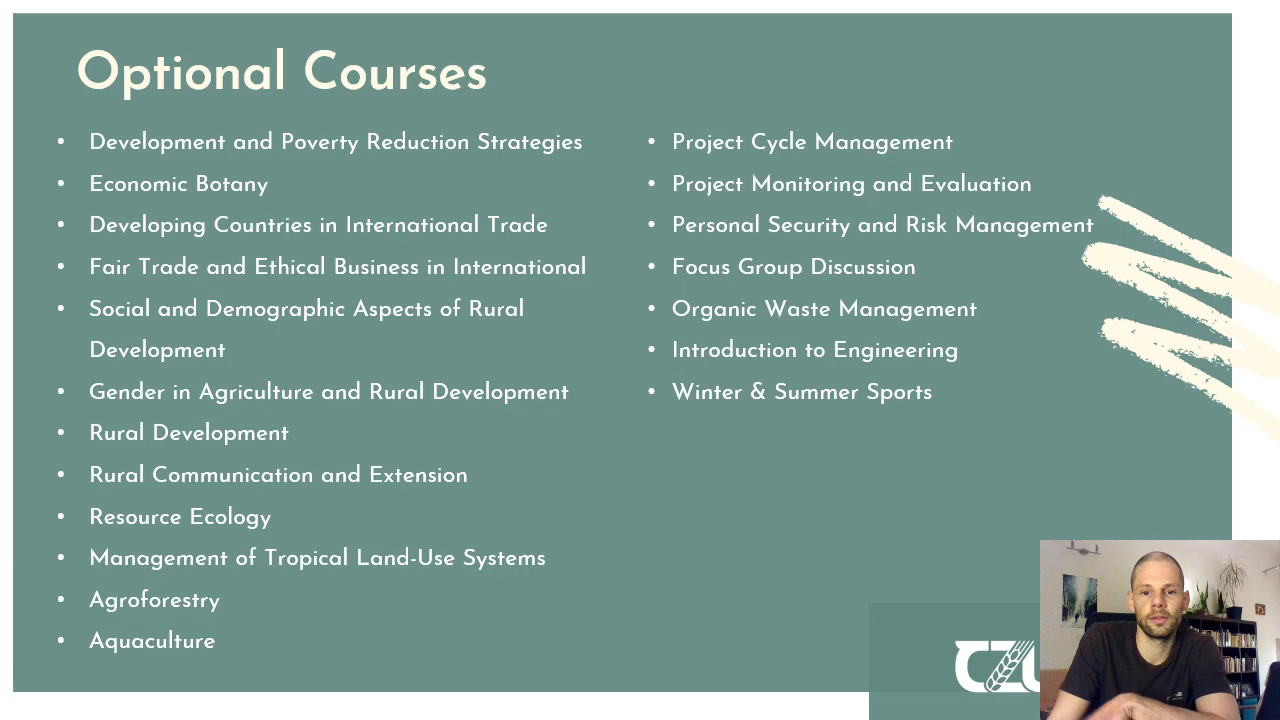 Optional Courses
• Development and Poverty Reduction Strategies
• Economic Botany
• Developing Countries in International Trade
• Fair Trade and Ethical Business in International
• Social and Demographic Aspects of Rural
Development
• Gender in Agriculture and Rural Development
• Rural Development
• Rural Communication and Extension
• Resource Ecology
• Management of Tropical Land-Use Systems
• Agroforestry
• Aquaculture
• Project Cycle Management
• Project Monitoring and Evaluation
• Personal Security and Risk Management
• Focus Group Discussion
• Organic Waste Management
• Introduction to Engineering
• Winter & Summer Sports
CZU